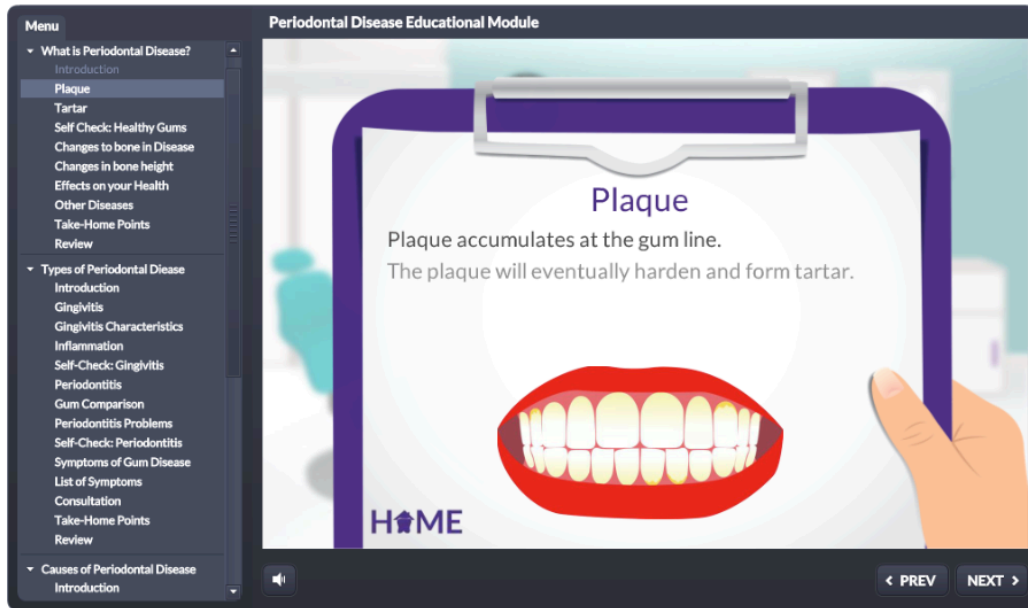 Menu
Periodontal Disease Educational Module
What is Periodontal Disease?
Introduction
Plaque
Tartar
Self Check: Healthy Gums
Changes to bone in Disease
Changes in bone height
Effects on your Health
Other Diseases
Take-Home Points
Review
Types of Periodontal Diease
Introduction
Gingivitis
Gingivitis Characteristics
Inflammation
Self-Check: Gingivitis
Periodontitis
Gum Comparison
Periodontitis Problems
Self-Check: Periodontitis
Symptoms of Gum Disease
List of Symptoms
Consultation
Take-Home Points
Review
Causes of Periodontal Disease
Introduction
Plaque
Plaque accumulates at the gum line.
The plaque will eventually harden and form tartar.
HOME
< PREV
NEXT >